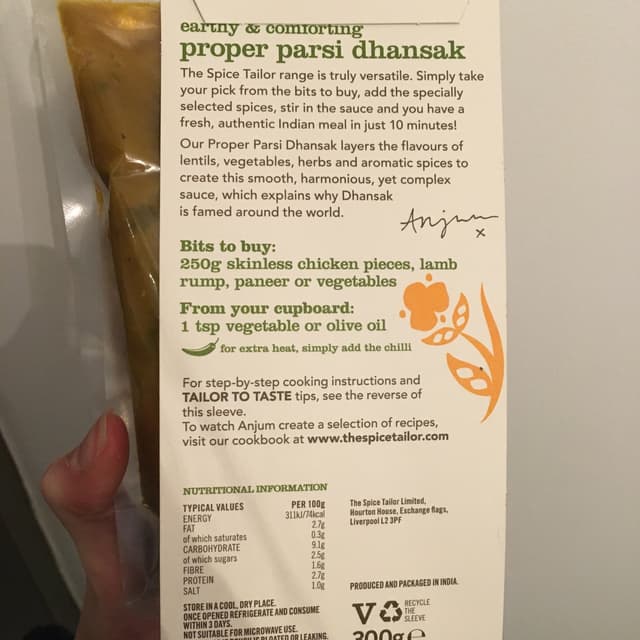 earthy & comforting
proper parsi dhansak
The Spice Tailor range is truly versatile. Simply take
your pick from the bits to buy, add the specially
selected spices, stir in the sauce and you have a
fresh, authentic Indian meal in just 10 minutes!
Our Proper Parsi Dhansak layers the flavours of
lentils, vegetables, herbs and aromatic spices to
create this smooth, harmonious, yet complex
sauce, which explains why Dhansak
is famed around the world.
Anjum
x
Bits to buy:
250g skinless chicken pieces, lamb
rump, paneer or vegetables
From your cupboard:
1 tsp vegetable or olive oil
for extra heat, simply add the chilli
For step-by-step cooking instructions and
TAILOR TO TASTE tips, see the reverse of
this sleeve.
To watch Anjum create a selection of recipes,
visit our cookbook at www.thespicetailor.com
NUTRITIONAL INFORMATION
TYPICAL VALUES PER 100g
ENERGY 311kJ/74kcal
FAT 2.7g
of which saturates 0.3g
CARBOHYDRATE 9.1g
of which sugars 2.5g
FIBRE 1.6g
PROTEIN 2.7g
SALT 1.0g
The Spice Tailor Limited,
Hourton House, Exchange flags,
Liverpool L2 3PF
PRODUCED AND PACKAGED IN INDIA.
STORE IN A COOL, DRY PLACE.
ONCE OPENED REFRIGERATE AND CONSUME
WITHIN 3 DAYS.
NOT SUITABLE FOR MICROWAVE USE.
IS BLOATED OR LEAKING.
V
RECYCLE
THE
SLEEVE
300g e